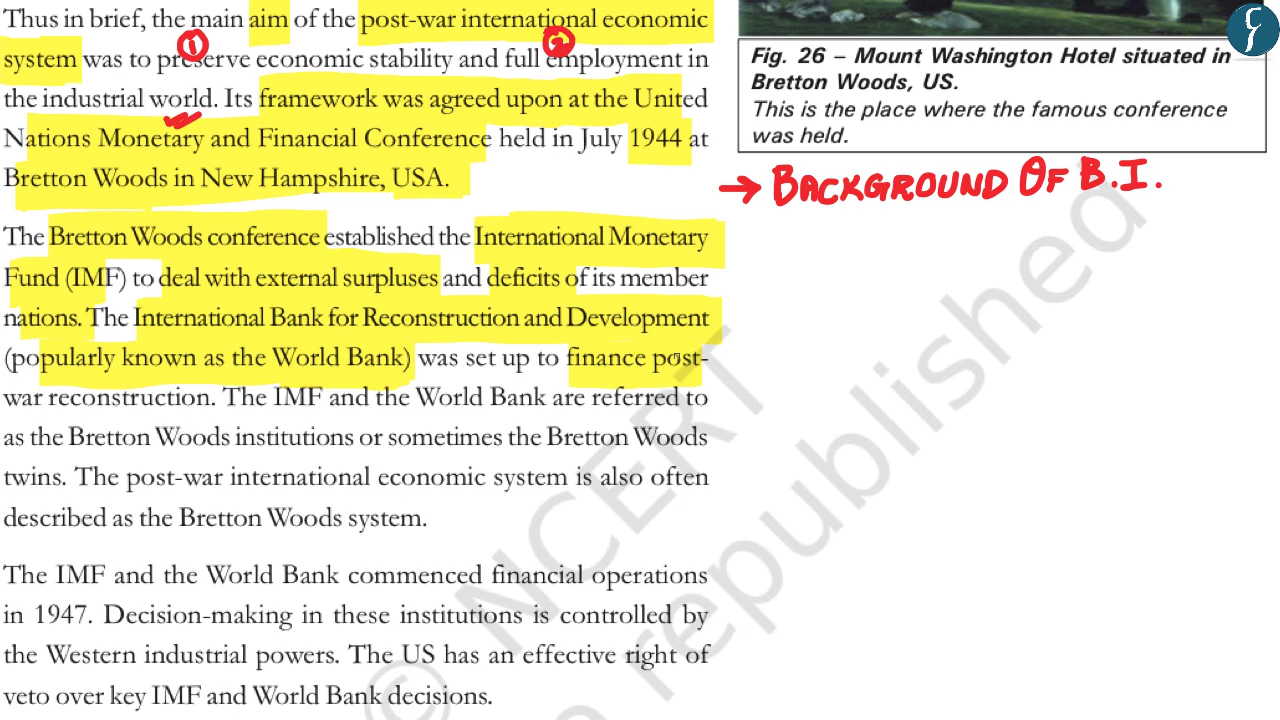 Thus in brief, the main aim of the post-war international economic
system was to preserve economic stability and full employment in
the industrial world. Its framework was agreed upon at the United
Nations Monetary and Financial Conference held in July 1944 at
Bretton Woods in New Hampshire, USA.
The Bretton Woods conference established the International Monetary
Fund (IMF) to deal with external surpluses and deficits of its member
nations. The International Bank for Reconstruction and Development
(popularly known as the World Bank) was set up to finance post-
war reconstruction. The IMF and the World Bank are referred to
as the Bretton Woods institutions or sometimes the Bretton Woods
twins. The post-war international economic system is also often
described as the Bretton Woods system.
The IMF and the World Bank commenced financial operations
in 1947. Decision-making in these institutions is controlled by
the Western industrial powers. The US has an effective right of
veto over key IMF and World Bank decisions.
1
2
Fig. 26 – Mount Washington Hotel situated in
Bretton Woods, US.
This is the place where the famous conference
was held.
→ BACKGROUND OF B.I.
© NCERT
republished